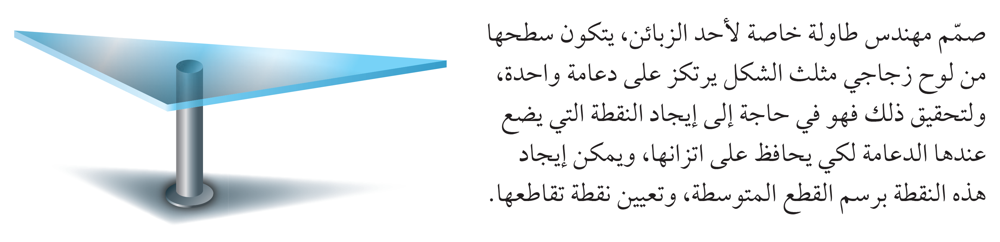 صمّم مهندس طاولة خاصة لأحد الزبائن، يتكون سطحها
من لوح زجاجي مثلث الشكل يرتكز على دعامة واحدة،
ولتحقيق ذلك فهو في حاجة إلى إيجاد النقطة التي يضع
عندها الدعامة لكي يحافظ على اتزانها، ويمكن إيجاد
هذه النقطة برسم القطع المتوسطة، وتعيين نقطة تقاطعها.